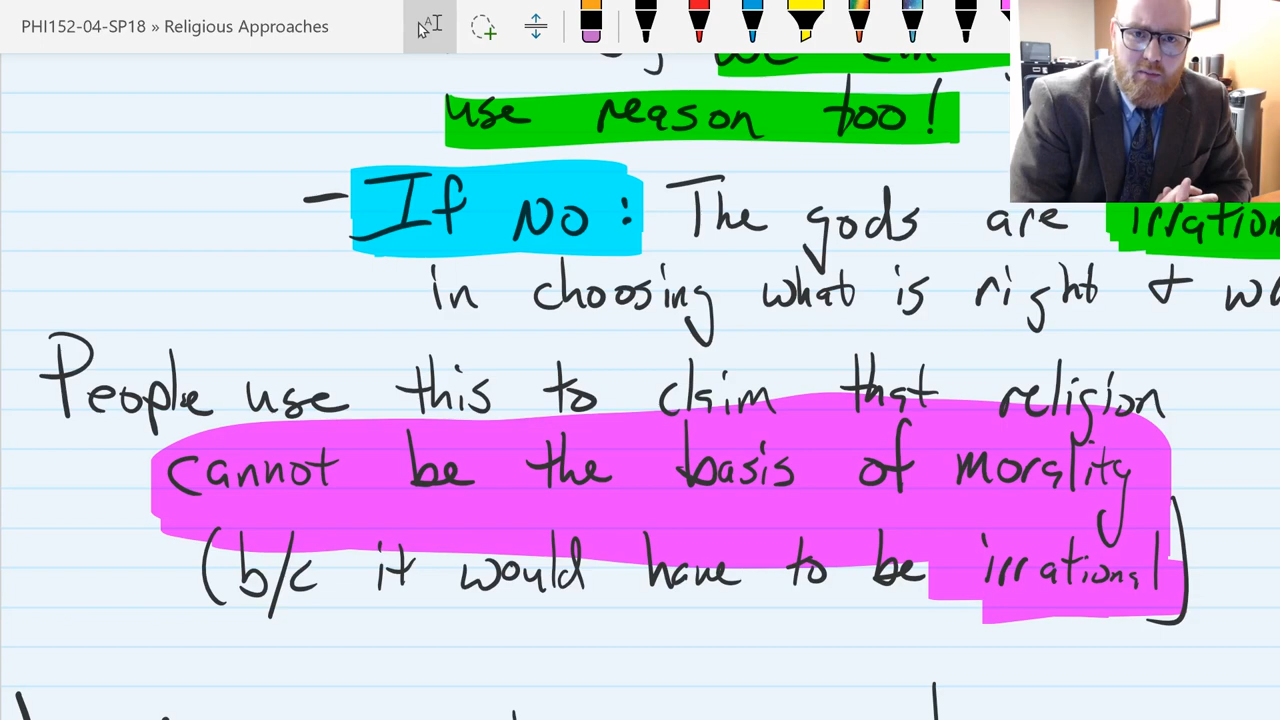 PHI152-04-SP18 » Religious Approaches
use reason too!
- If No: The gods are
in choosing what is right +
People use this to claim that religion
cannot be the basis of morality
(b/c it would have to be irrational)